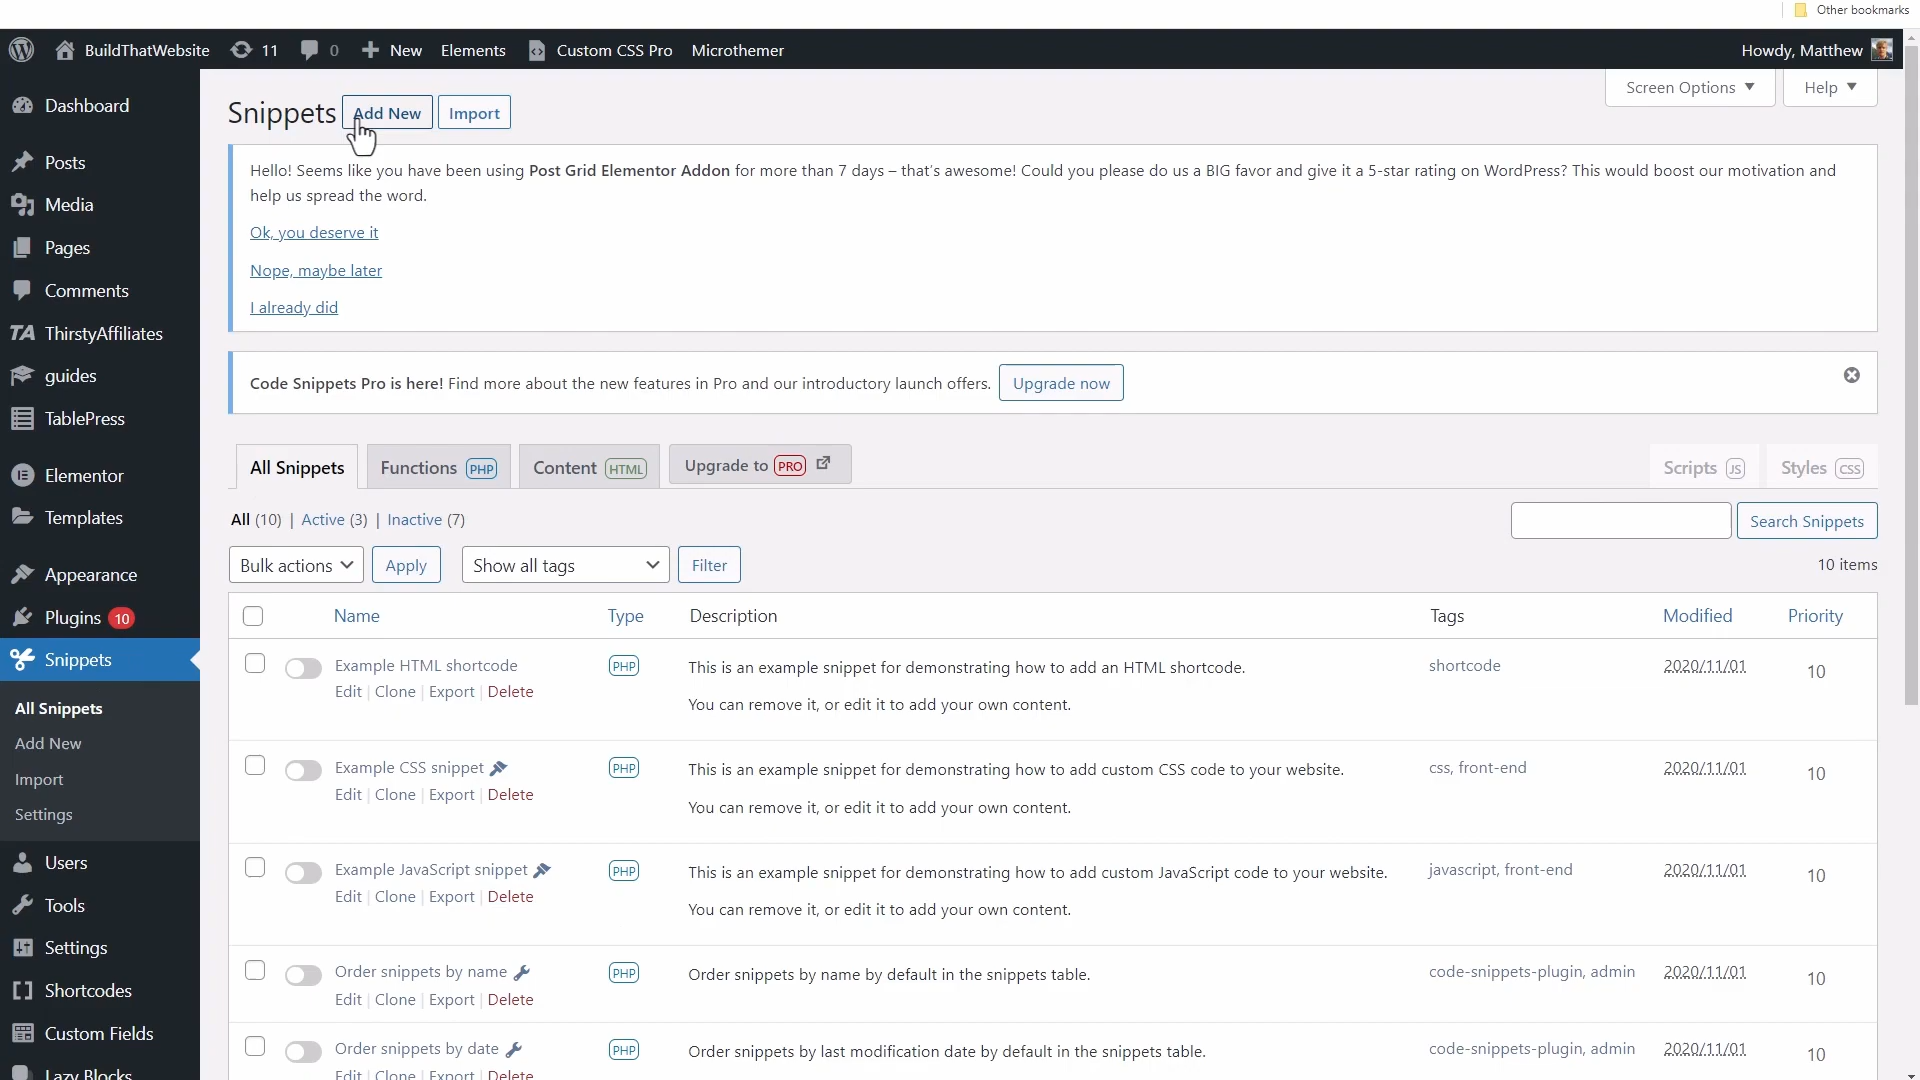 Other bookmarks
BuildThatWebsite 11 0 New Elements Custom CSS Pro Microthemer Howdy, Matthew
Screen Options Help
Dashboard
Posts
Media
Pages
Comments
TA ThirstyAffiliates
guides
TablePress
Elementor
Templates
Appearance
Plugins 10
Snippets
All Snippets
Add New
Import
Settings
Users
Tools
Settings
Shortcodes
Custom Fields
Lazy Blocks
Snippets Add New Import
Hello! Seems like you have been using Post Grid Elementor Addon for more than 7 days – that's awesome! Could you please do us a BIG favor and give it a 5-star rating on WordPress? This would boost our motivation and
help us spread the word.
Ok, you deserve it
Nope, maybe later
I already did
Code Snippets Pro is here! Find more about the new features in Pro and our introductory launch offers. Upgrade now
All Snippets Functions PHP Content HTML Upgrade to PRO Scripts JS Styles CSS
All (10) | Active (3) | Inactive (7)
Search Snippets
Bulk actions Apply Show all tags Filter 10 items
Name Type Description Tags Modified Priority
Example HTML shortcode PHP This is an example snippet for demonstrating how to add an HTML shortcode. shortcode 2020/11/01 10
Edit | Clone | Export | Delete
You can remove it, or edit it to add your own content.
Example CSS snippet PHP This is an example snippet for demonstrating how to add custom CSS code to your website. css, front-end 2020/11/01 10
Edit | Clone | Export | Delete
You can remove it, or edit it to add your own content.
Example JavaScript snippet PHP This is an example snippet for demonstrating how to add custom JavaScript code to your website. javascript, front-end 2020/11/01 10
Edit | Clone | Export | Delete
You can remove it, or edit it to add your own content.
Order snippets by name PHP Order snippets by name by default in the snippets table. code-snippets-plugin, admin 2020/11/01 10
Edit | Clone | Export | Delete
Order snippets by date PHP Order snippets by last modification date by default in the snippets table. code-snippets-plugin, admin 2020/11/01 10
Edit | Clone | Export | Delete